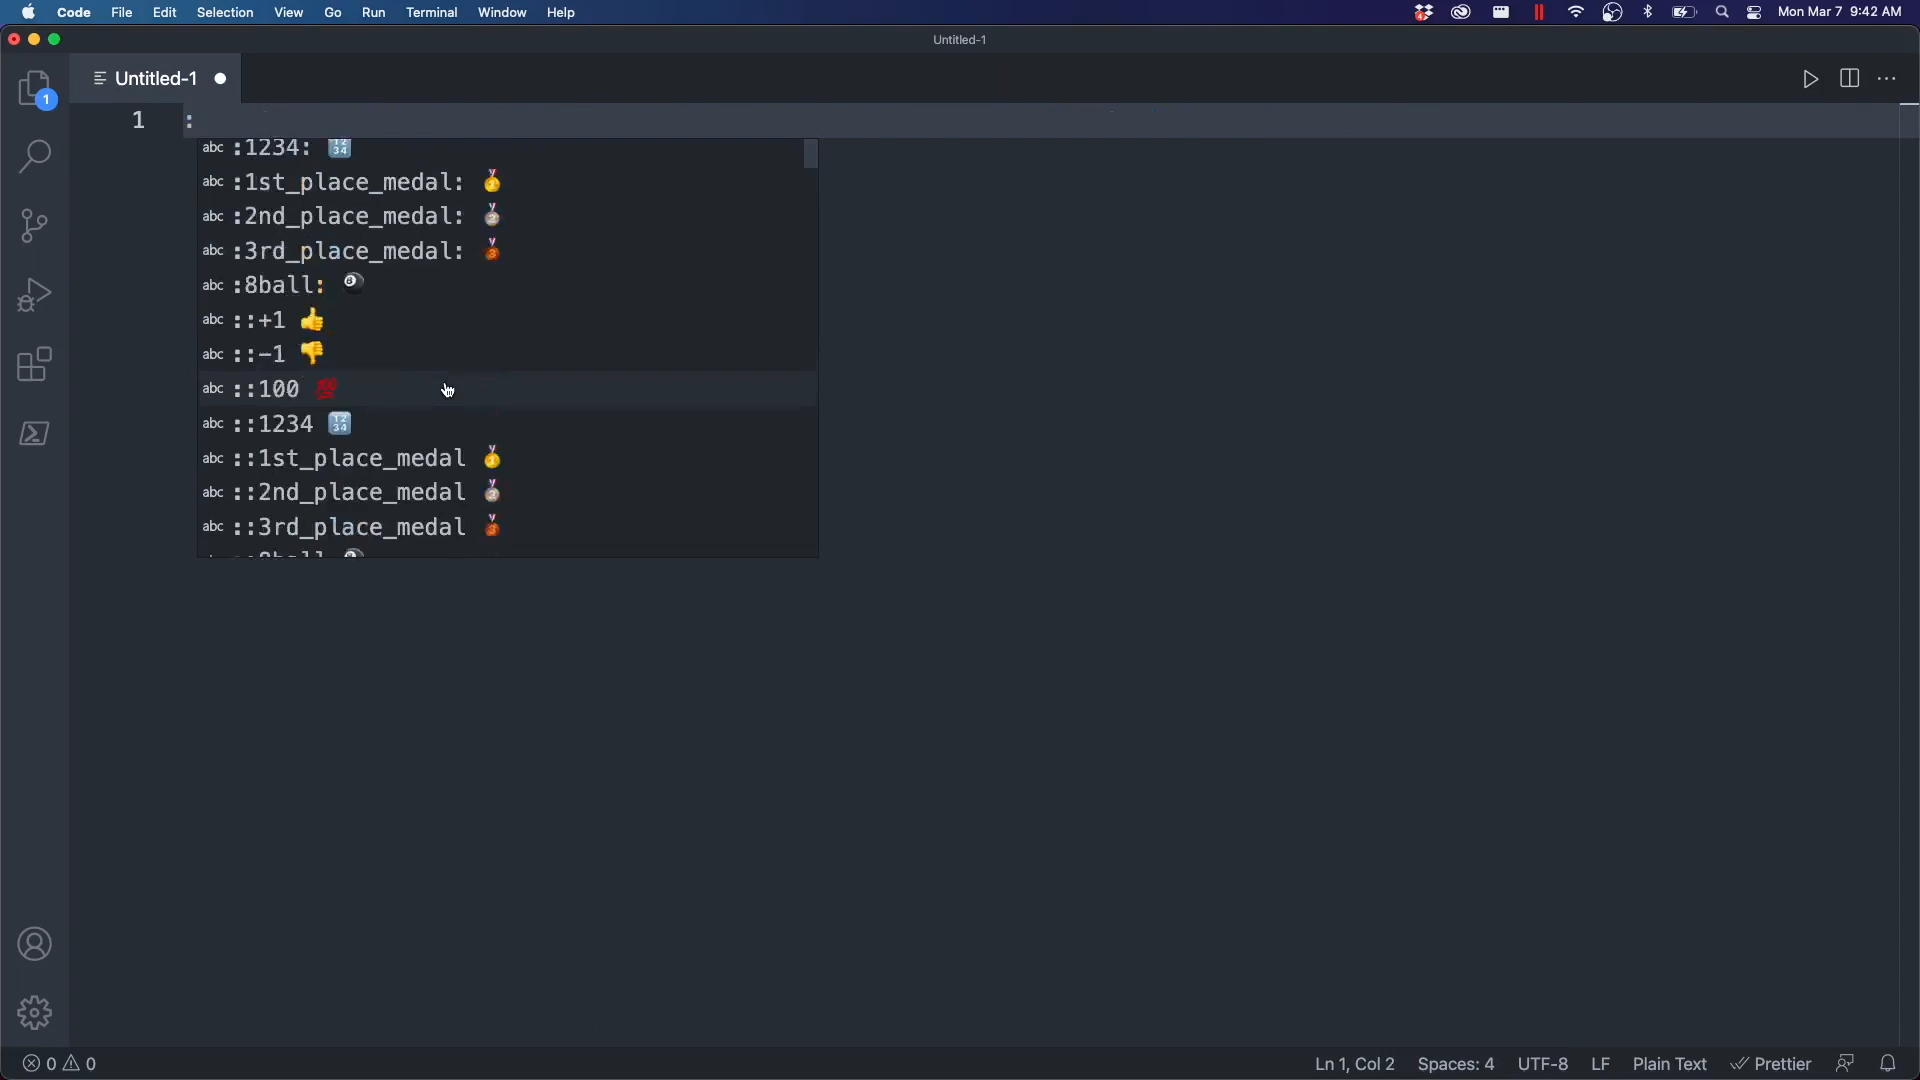 Code File Edit Selection View Go Run Terminal Window Help Mon Mar 7 9:42 AM
Untitled-1
Untitled-1
1
1 :
abc :1234: 🔢
abc :1st_place_medal: 🥇
abc :2nd_place_medal: 🥈
abc :3rd_place_medal: 🥉
abc :8ball: 🎱
abc ::+1 👍
abc ::-1 👎
abc ::100 💯
abc ::1234 🔢
abc ::1st_place_medal 🥇
abc ::2nd_place_medal 🥈
abc ::3rd_place_medal 🥉
0 0 Ln 1, Col 2 Spaces: 4 UTF-8 LF Plain Text Prettier